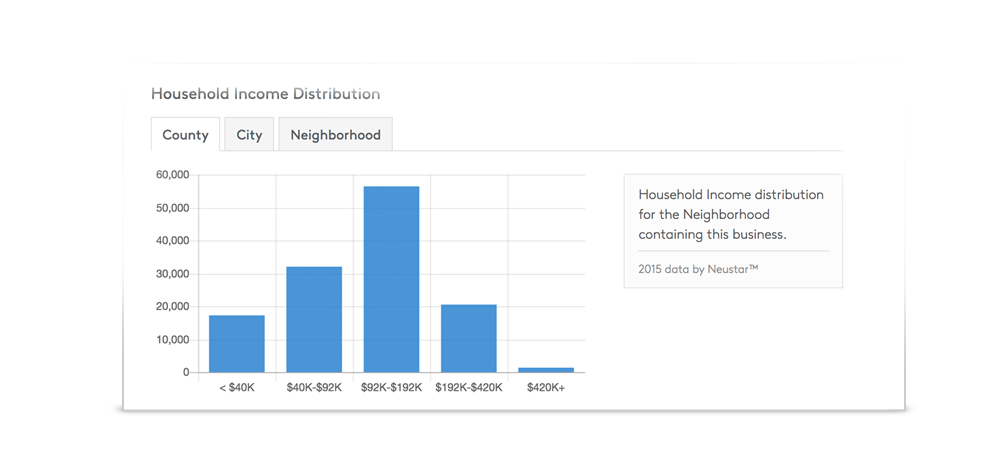 Household Income Distribution
County City Neighborhood
60,000
50,000
40,000
30,000
20,000
10,000
0
< $40K $40K-$92K $92K-$192K $192K-$420K $420K+
Household Income distribution
for the Neighborhood
containing this business.
2015 data by Neustar™